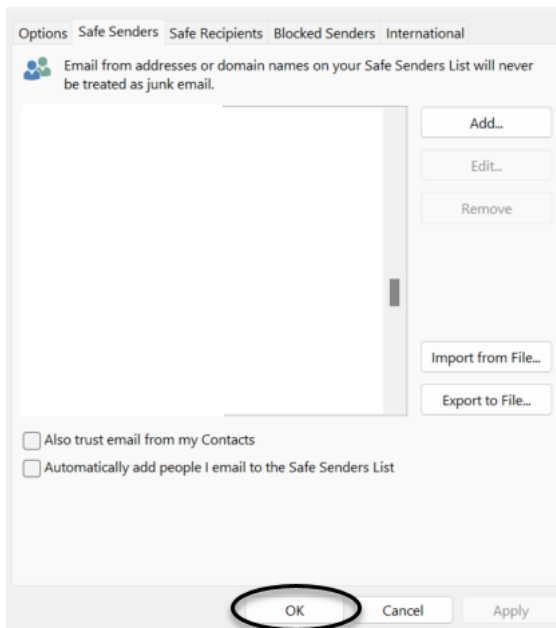 Options Safe Senders Safe Recipients Blocked Senders International
Email from addresses or domain names on your Safe Senders List will never
be treated as junk email.
Add...
Edit...
Remove
Import from File...
Export to File...
Also trust email from my Contacts
Automatically add people I email to the Safe Senders List
OK Cancel Apply